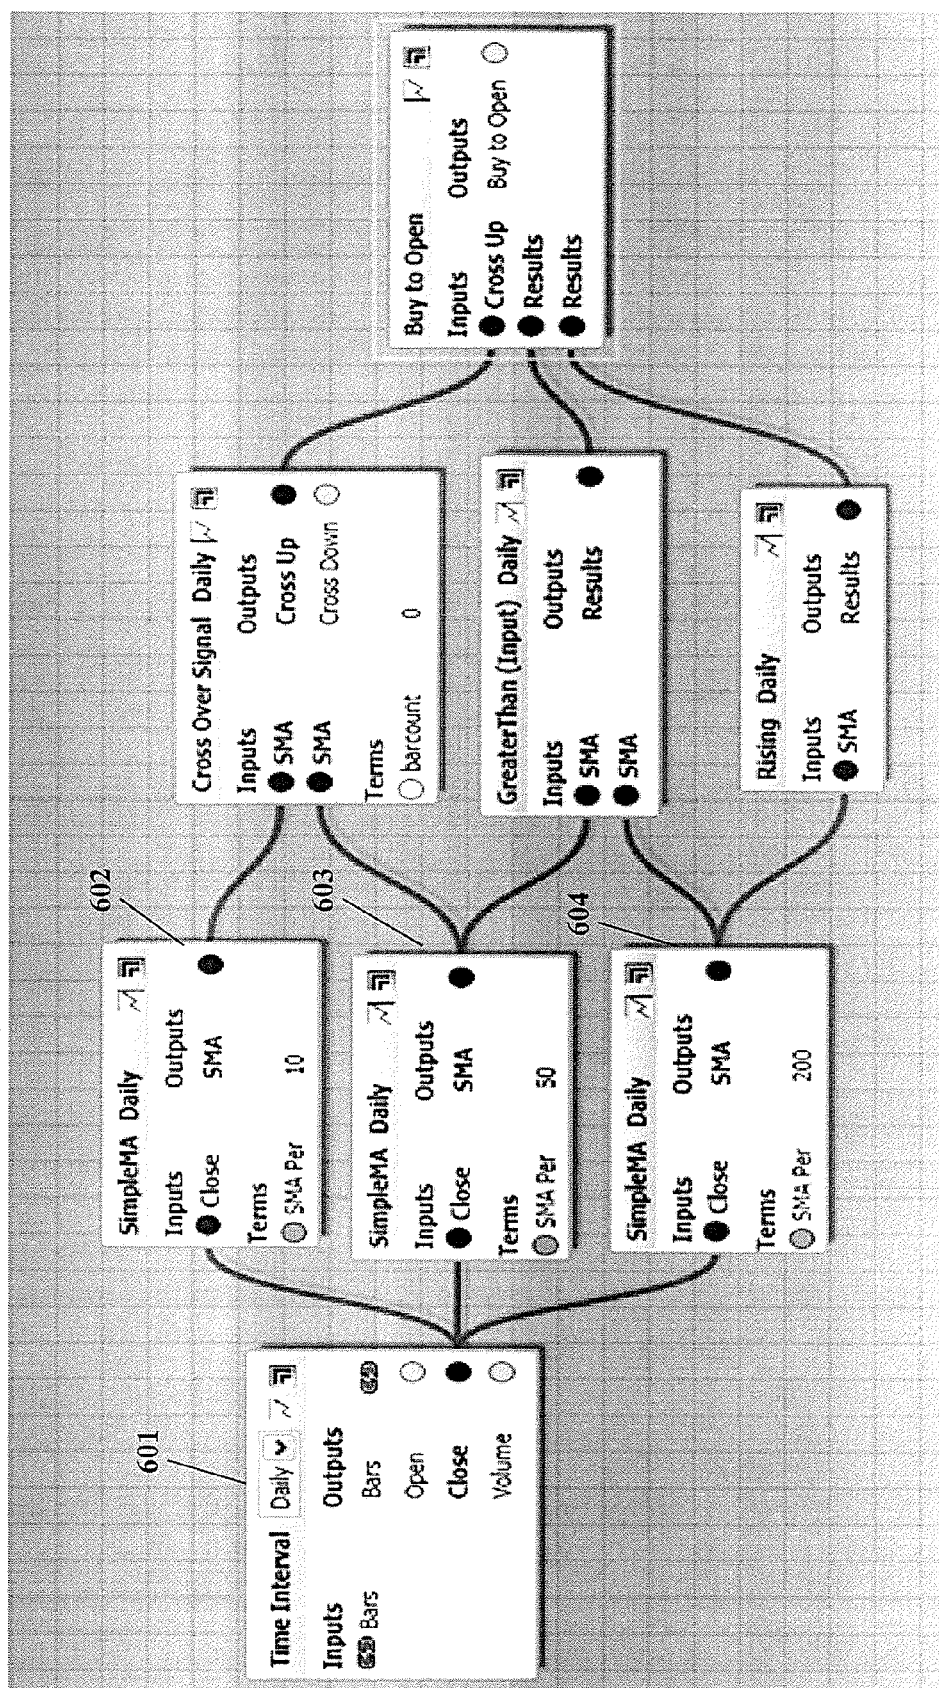 601
Time Interval Daily
Inputs Outputs
Bars Bars
Open
Close
Volume
602
SimpleMA Daily
Inputs Outputs
Close SMA
Terms
SMA Per 10
603
SimpleMA Daily
Inputs Outputs
Close SMA
Terms
SMA Per 50
604
SimpleMA Daily
Inputs Outputs
Close SMA
Terms
SMA Per 200
Cross Over Signal Daily
Inputs Outputs
SMA Cross Up
SMA Cross Down
Terms
barcount 0
GreaterThan (Input) Daily
Inputs Outputs
SMA Results
SMA
Rising Daily
Inputs Outputs
SMA Results
Buy to Open
Inputs Outputs
Cross Up Buy to Open
Results
Results